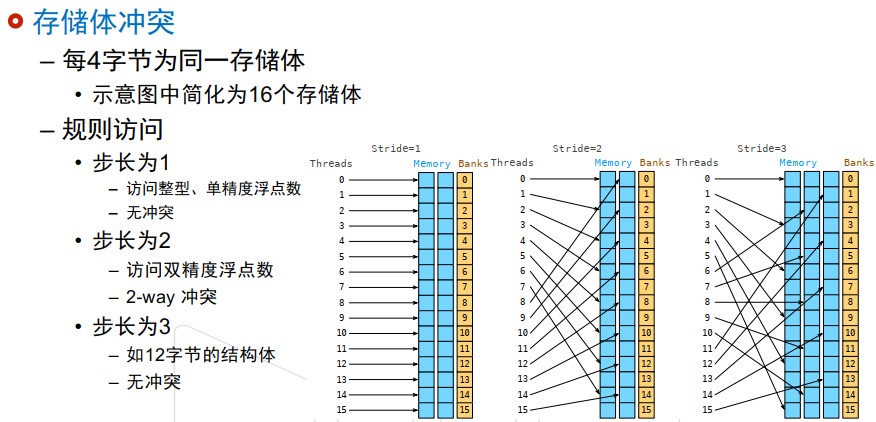 存储体冲突
– 每4字节为同一存储体
• 示意图中简化为16个存储体
– 规则访问
• 步长为1
– 访问整型、单精度浮点数
– 无冲突
• 步长为2
– 访问双精度浮点数
– 2-way 冲突
• 步长为3
– 如12字节的结构体
– 无冲突
Stride=1
Threads Memory Banks
0 0
1 1
2 2
3 3
4 4
5 5
6 6
7 7
8 8
9 9
10 10
11 11
12 12
13 13
14 14
15 15
Stride=2
Threads Memory Banks
0 0
1 1
2 2
3 3
4 4
5 5
6 6
7 7
8 8
9 9
10 10
11 11
12 12
13 13
14 14
15 15
Stride=3
Threads Memory Banks
0 0
1 1
2 2
3 3
4 4
5 5
6 6
7 7
8 8
9 9
10 10
11 11
12 12
13 13
14 14
15 15